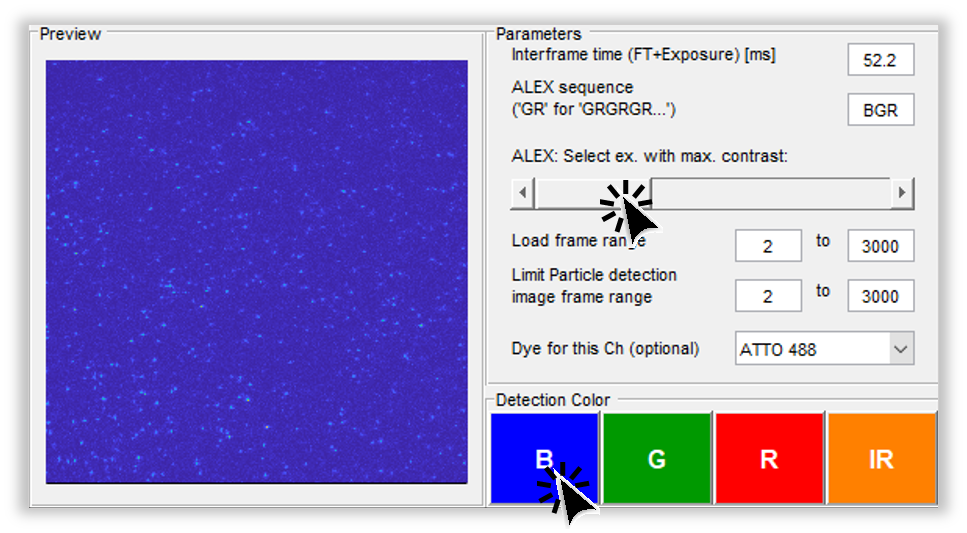 Preview
Parameters
Interframe time (FT+Exposure) [ms]
52.2
ALEX sequence
('GR' for 'GRGRGR...')
BGR
ALEX: Select ex. with max. contrast:
Load frame range
2
to
3000
Limit Particle detection
image frame range
2
to
3000
Dye for this Ch (optional)
ATTO 488
Detection Color
B
G
R
IR